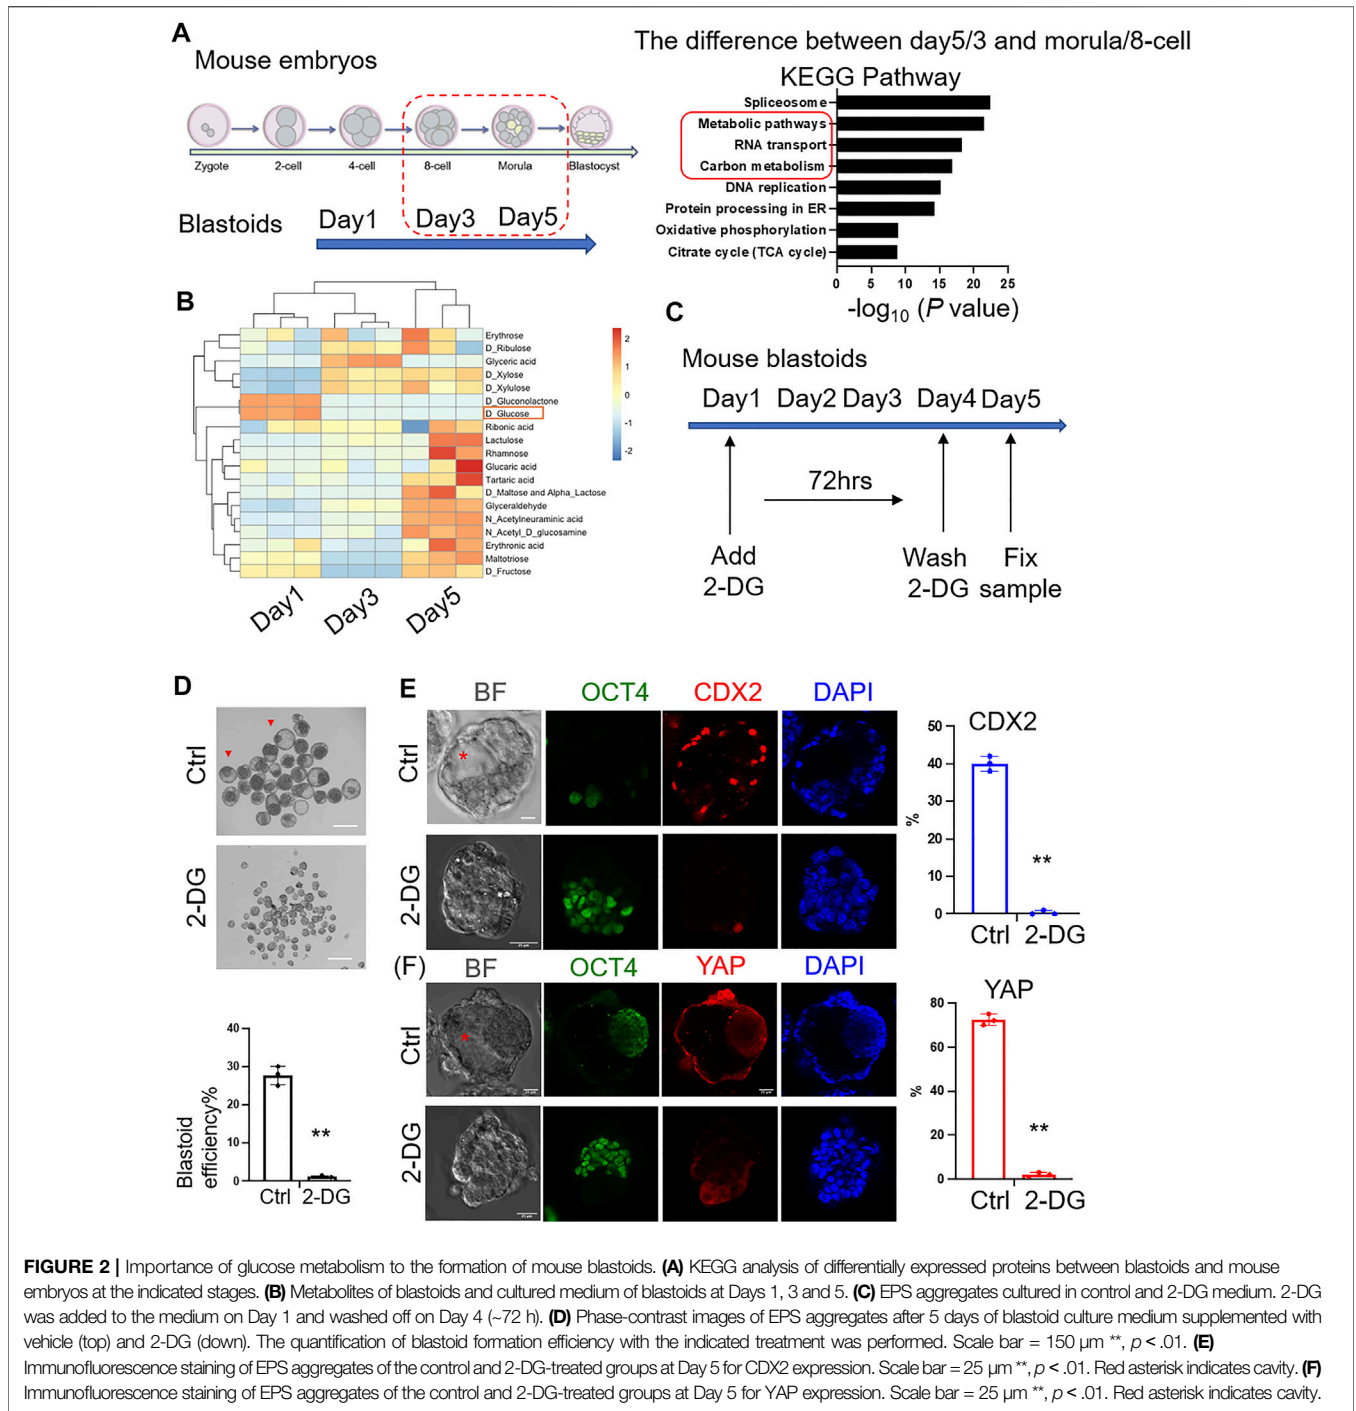 A
Mouse embryos
Zygote
2-cell
4-cell
8-cell
Morula
Blastocyst
Blastoids
Day1
Day3
Day5
The difference between day5/3 and morula/8-cell
KEGG Pathway
Spliceosome
Metabolic pathways
RNA transport
Carbon metabolism
DNA replication
Protein processing in ER
Oxidative phosphorylation
Citrate cycle (TCA cycle)
0 5 10 15 20 25
-log10 (P value)
B
Erythrose
D_Ribulose
Glyceric acid
D_Xylose
D_Xylulose
D_Gluconolactone
D_Glucose
Ribonic acid
Lactulose
Rhamnose
Glucaric acid
Tartaric acid
D_Maltose and Alpha_Lactose
Glyceraldehyde
N_Acetylneuraminic acid
N_Acetyl_D_glucosamine
Erythronic acid
Maltotriose
D_Fructose
2
1
0
-1
-2
Day1
Day3
Day5
C
Mouse blastoids
Day1 Day2 Day3 Day4 Day5
72hrs
Add
2-DG
Wash
2-DG
Fix
sample
D
Ctrl
2-DG
40
30
20
10
0
Blastoid
efficiency%
**
Ctrl 2-DG
E
BF OCT4 CDX2 DAPI
Ctrl
*
2-DG
25 μm
CDX2
50
40
30
20
10
0
%
**
Ctrl 2-DG
(F)
BF OCT4 YAP DAPI
Ctrl
*
25 μm
25 μm
2-DG
25 μm
YAP
80
60
40
20
0
%
**
Ctrl 2-DG
FIGURE 2 | Importance of glucose metabolism to the formation of mouse blastoids. (A) KEGG analysis of differentially expressed proteins between blastoids and mouse
embryos at the indicated stages. (B) Metabolites of blastoids and cultured medium of blastoids at Days 1, 3 and 5. (C) EPS aggregates cultured in control and 2-DG medium. 2-DG
was added to the medium on Day 1 and washed off on Day 4 (~72 h). (D) Phase-contrast images of EPS aggregates after 5 days of blastoid culture medium supplemented with
vehicle (top) and 2-DG (down). The quantification of blastoid formation efficiency with the indicated treatment was performed. Scale bar = 150 μm **, p < .01. (E)
Immunofluorescence staining of EPS aggregates of the control and 2-DG-treated groups at Day 5 for CDX2 expression. Scale bar = 25 μm **, p < .01. Red asterisk indicates cavity. (F)
Immunofluorescence staining of EPS aggregates of the control and 2-DG-treated groups at Day 5 for YAP expression. Scale bar = 25 μm **, p < .01. Red asterisk indicates cavity.